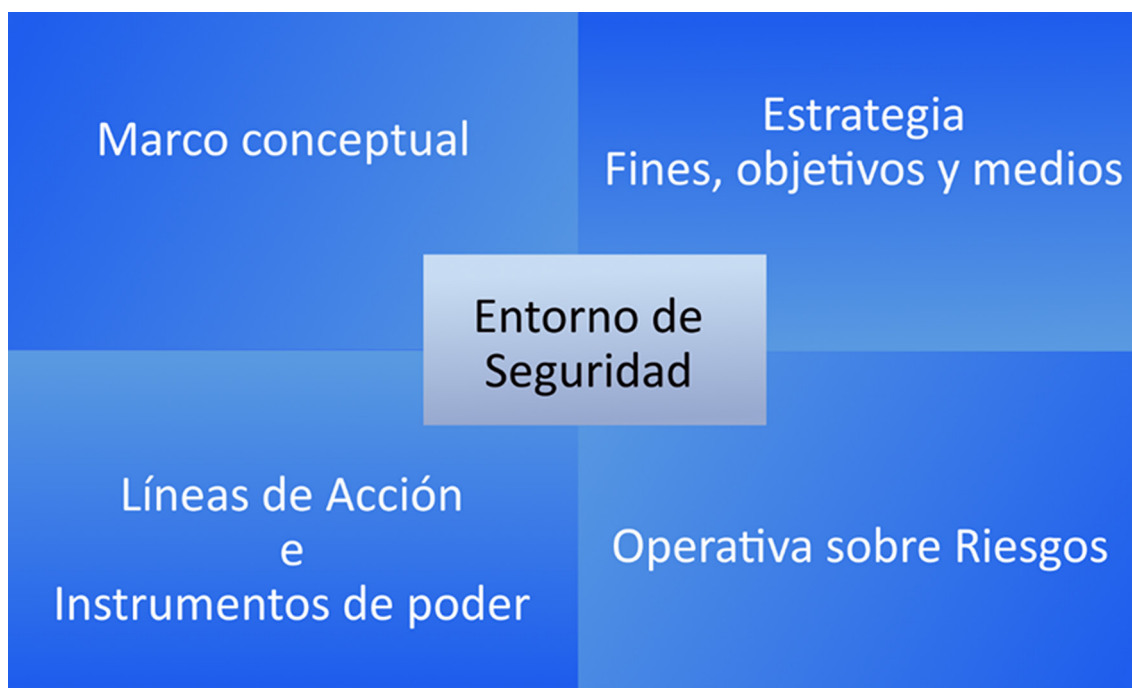 Marco conceptual
Estrategia
Fines, objetivos y medios
Entorno de
Seguridad
Líneas de Acción
e
Instrumentos de poder
Operativa sobre Riesgos